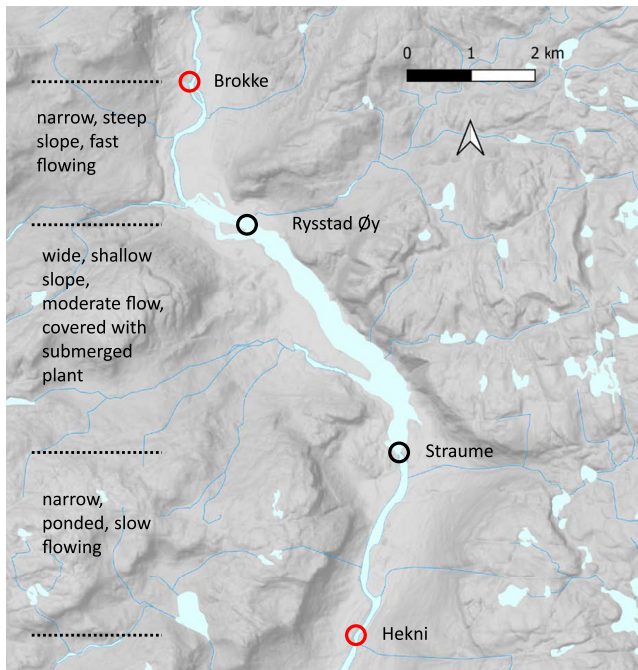 0 1 2 km
Brokke
narrow, steep
slope, fast
flowing
Rysstad Øy
wide, shallow
slope,
moderate flow,
covered with
submerged
plant
Straume
narrow,
ponded, slow
flowing
Hekni